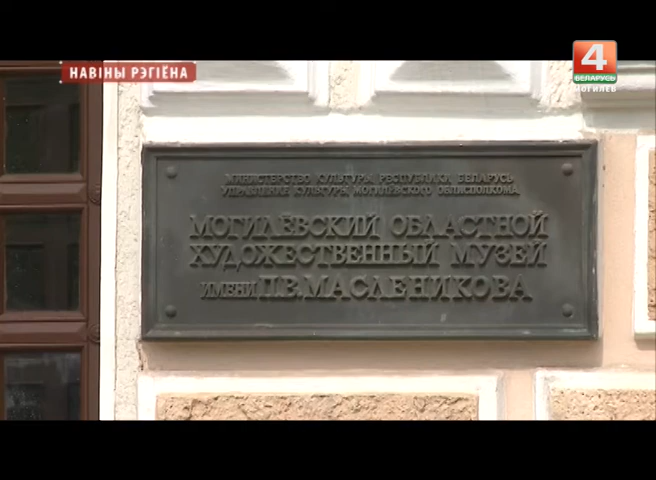 НАВІНЫ РЭГІЁНА
4
БЕЛАРУСЬ
МОГИЛЕВ
МИНИСТЕРСТВО КУЛЬТУРЫ РЕСПУБЛИКИ БЕЛАРУСЬ
УПРАВЛЕНИЕ КУЛЬТУРЫ МОГИЛЁВСКОГО ОБЛИСПОЛКОМА
МОГИЛЁВСКИЙ ОБЛАСТНОЙ
ХУДОЖЕСТВЕННЫЙ МУЗЕЙ
ИМЕНИ П.В.МАСЛЕНИКОВА